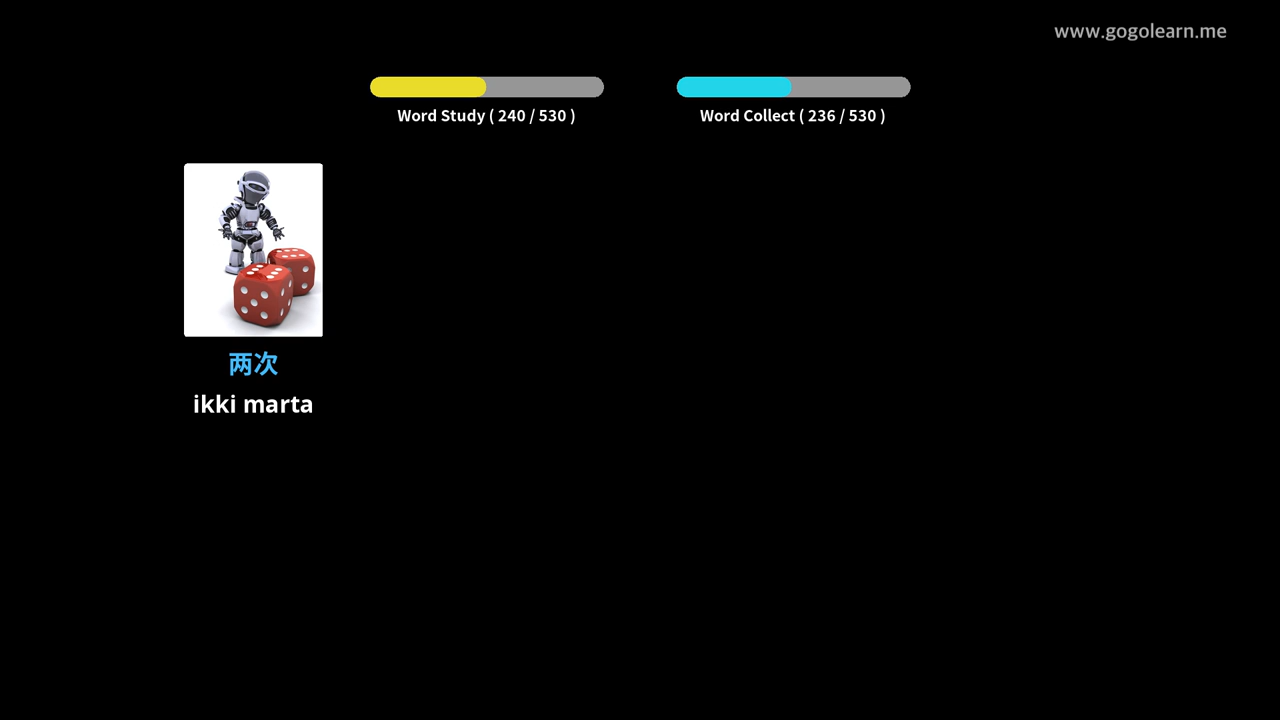 www.gogolearn.me
Word Study ( 240 / 530 )
Word Collect ( 236 / 530 )
两次
ikki marta